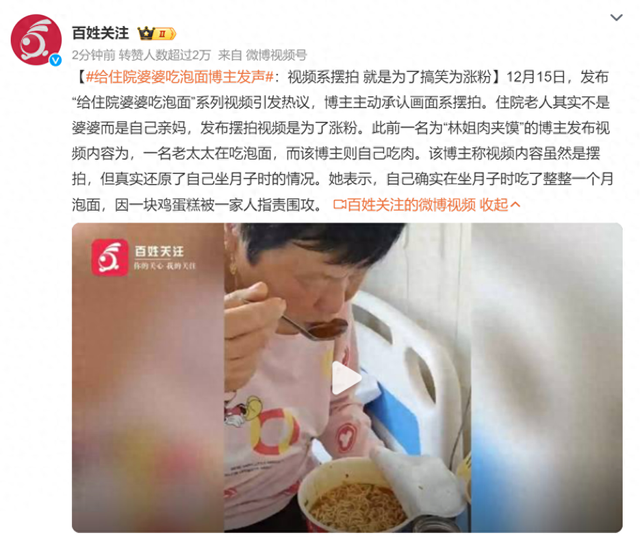 百姓关注 II
2分钟前 转赞人数超过2万 来自 微博视频号
【#给住院婆婆吃泡面博主发声#：视频系摆拍 就是为了搞笑为涨粉】12月15日，发布
“给住院婆婆吃泡面”系列视频引发热议，博主主动承认画面系摆拍。住院老人其实不是
婆婆而是自己亲妈，发布摆拍视频是为了涨粉。此前一名为“林姐肉夹馍”的博主发布视
频内容为，一名老太太在吃泡面，而该博主则自己吃肉。该博主称视频内容虽然是摆
拍，但真实还原了自己坐月子时的情况。她表示，自己确实在坐月子时吃了整整一个月
泡面，因一块鸡蛋糕被一家人指责围攻。 百姓关注的微博视频 收起
百姓关注
你的关心 我的关注